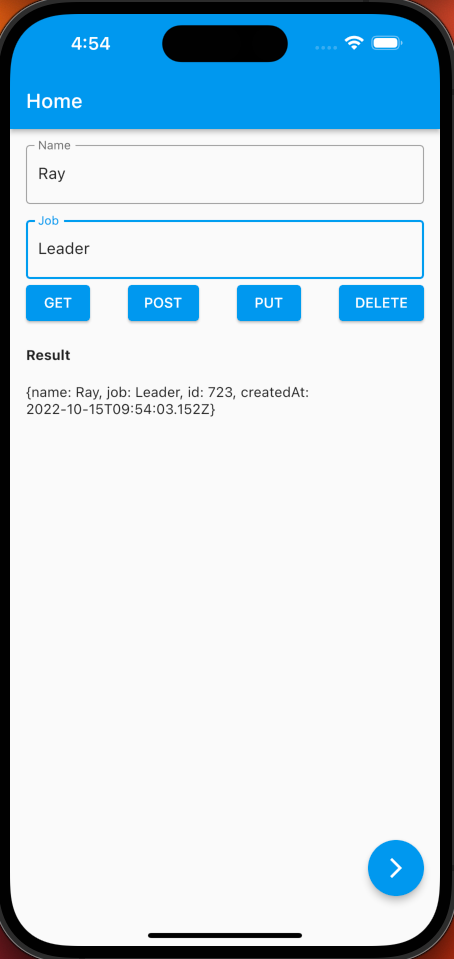 4:54
Home
Name
Ray
Job
Leader
GET POST PUT DELETE
Result
{name: Ray, job: Leader, id: 723, createdAt:
2022-10-15T09:54:03.152Z}